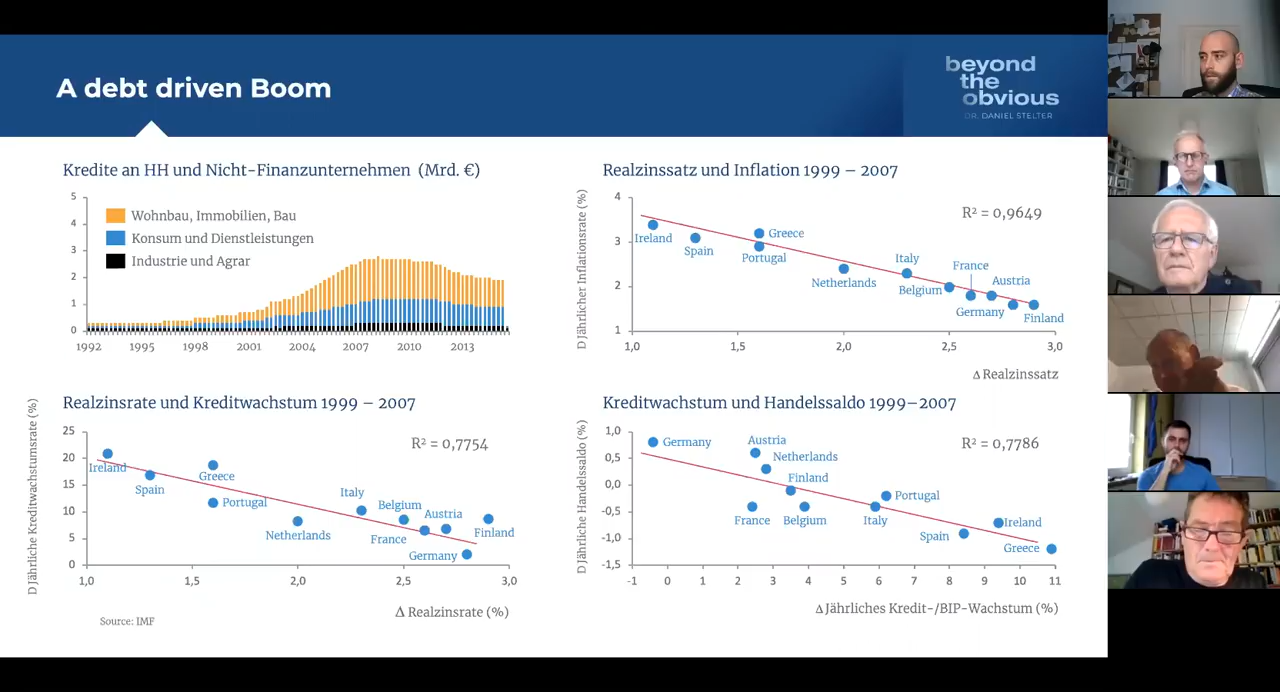 A debt driven Boom
beyond
the
obvious
DR. DANIEL STELTER
Kredite an HH und Nicht-Finanzunternehmen (Mrd. €)
5
4
3
2
1
0
Wohnbau, Immobilien, Bau
Konsum und Dienstleistungen
Industrie und Agrar
1992 1995 1998 2001 2004 2007 2010 2013
Realzinssatz und Inflation 1999 – 2007
D Jährlicher Inflationsrate (%)
4
3
2
1
R² = 0,9649
Ireland
Spain
Greece
Portugal
Netherlands
Italy
Belgium
France
Austria
Germany
Finland
1,0 1,5 2,0 2,5 3,0
Δ Realzinssatz
Realzinsrate und Kreditwachstum 1999 – 2007
D Jährliche Kreditwachstumsrate (%)
25
20
15
10
5
0
R² = 0,7754
Ireland
Spain
Greece
Portugal
Netherlands
Italy
Belgium
France
Austria
Germany
Finland
1,0 1,5 2,0 2,5 3,0
Δ Realzinsrate (%)
Source: IMF
Kreditwachstum und Handelssaldo 1999–2007
D Jährliche Handelssaldo (%)
1,0
0,5
0,0
-0,5
-1,0
-1,5
R² = 0,7786
Germany
Austria
Netherlands
Finland
France
Belgium
Portugal
Italy
Spain
Ireland
Greece
-1 0 1 2 3 4 5 6 7 8 9 10 11
Δ Jährliches Kredit-/BIP-Wachstum (%)